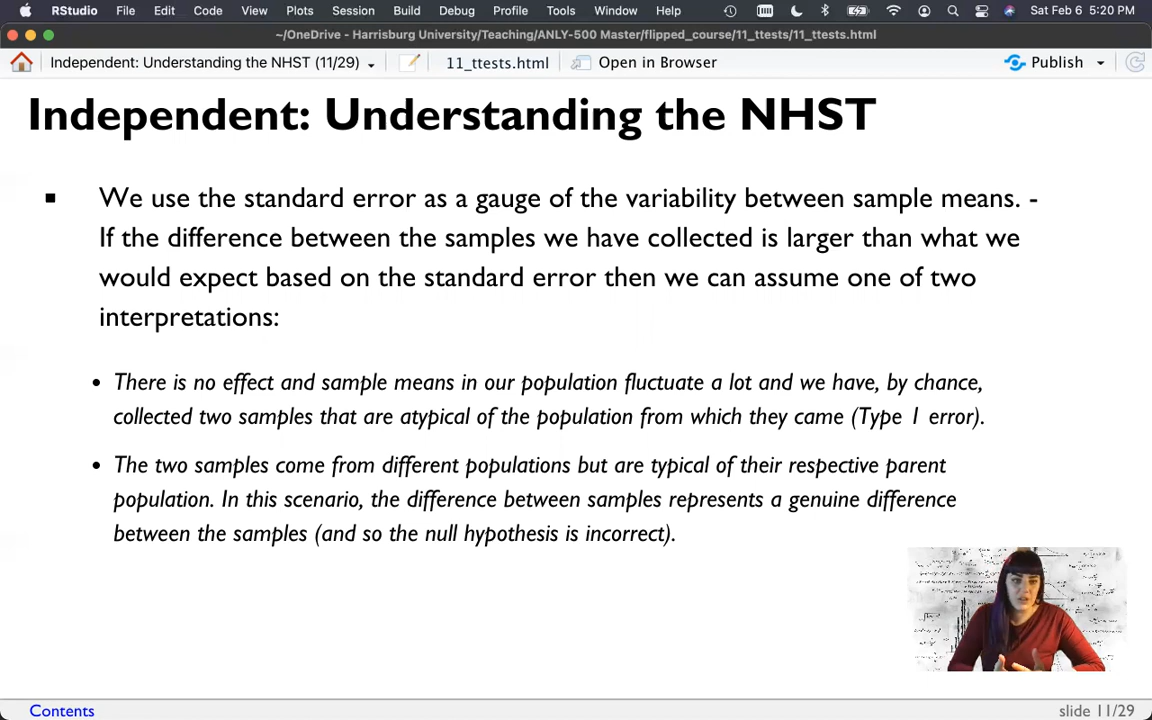 RStudio File Edit Code View Plots Session Build Debug Profile Tools Window Help Sat Feb 6 5:20 PM
~/OneDrive - Harrisburg University/Teaching/ANLY-500 Master/flipped_course/11_ttests/11_ttests.html
Independent: Understanding the NHST (11/29) 11_ttests.html Open in Browser Publish
Independent: Understanding the NHST
We use the standard error as a gauge of the variability between sample means. -
If the difference between the samples we have collected is larger than what we
would expect based on the standard error then we can assume one of two
interpretations:
• There is no effect and sample means in our population fluctuate a lot and we have, by chance,
collected two samples that are atypical of the population from which they came (Type 1 error).
• The two samples come from different populations but are typical of their respective parent
population. In this scenario, the difference between samples represents a genuine difference
between the samples (and so the null hypothesis is incorrect).
Contents slide 11/29